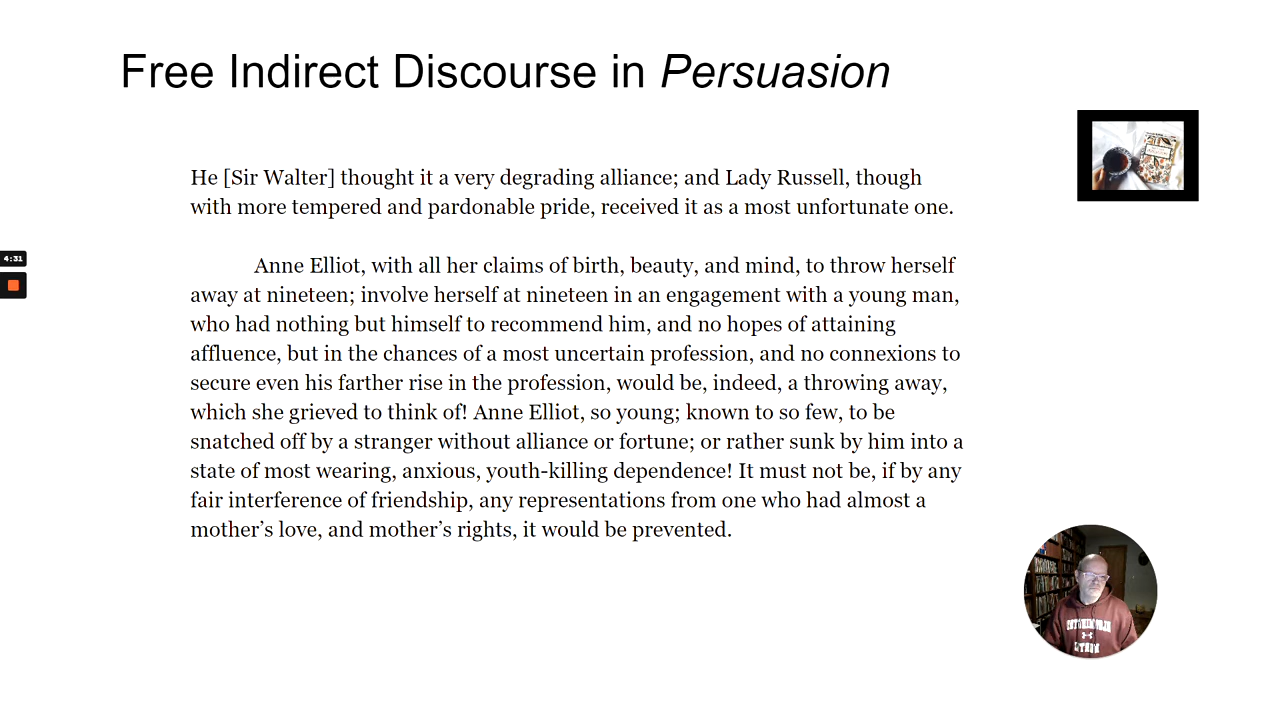 Free Indirect Discourse in Persuasion
He [Sir Walter] thought it a very degrading alliance; and Lady Russell, though
with more tempered and pardonable pride, received it as a most unfortunate one.
Anne Elliot, with all her claims of birth, beauty, and mind, to throw herself
away at nineteen; involve herself at nineteen in an engagement with a young man,
who had nothing but himself to recommend him, and no hopes of attaining
affluence, but in the chances of a most uncertain profession, and no connexions to
secure even his farther rise in the profession, would be, indeed, a throwing away,
which she grieved to think of! Anne Elliot, so young; known to so few, to be
snatched off by a stranger without alliance or fortune; or rather sunk by him into a
state of most wearing, anxious, youth-killing dependence! It must not be, if by any
fair interference of friendship, any representations from one who had almost a
mother’s love, and mother’s rights, it would be prevented.
4:31